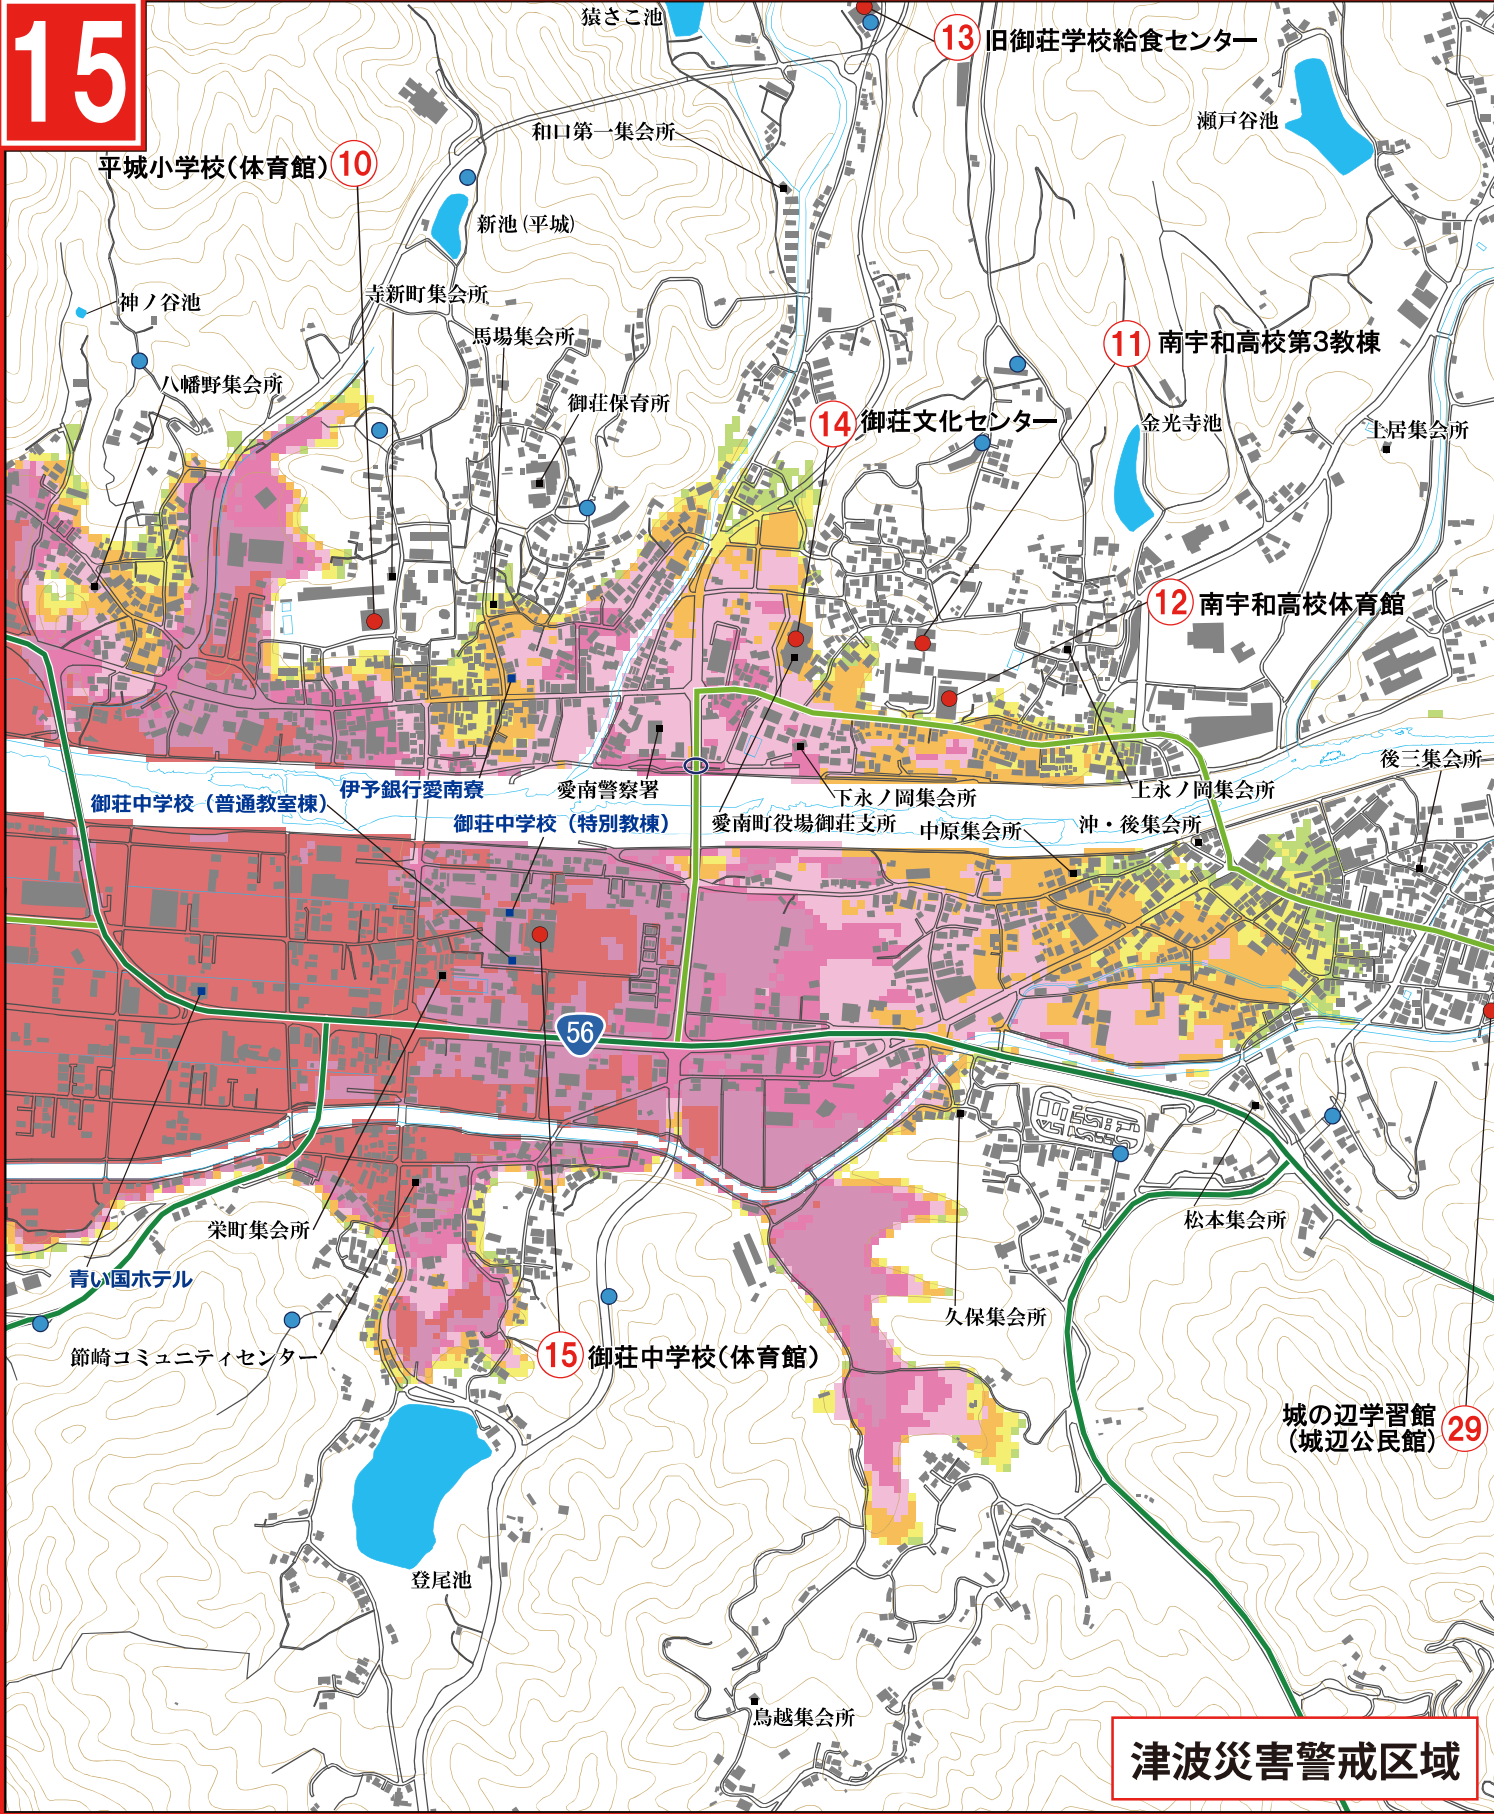 15
猿さこ池
13 旧御荘学校給食センター
瀬戸谷池
和口第一集会所
平城小学校(体育館) 10
新池(平城)
神ノ谷池
寺新町集会所
馬場集会所
11 南宇和高校第3教棟
八幡野集会所
御荘保育所
14 御荘文化センター
金光寺池
上居集会所
12 南宇和高校体育館
後三集会所
伊予銀行愛南寮
愛南警察署
下永ノ岡集会所
上永ノ岡集会所
御荘中学校(普通教室棟)
御荘中学校(特別教棟)
愛南町役場御荘支所
中原集会所
沖・後集会所
56
栄町集会所
松本集会所
青い国ホテル
久保集会所
節崎コミュニティセンター
15 御荘中学校(体育館)
城の辺学習館
(城辺公民館) 29
登尾池
鳥越集会所
津波災害警戒区域